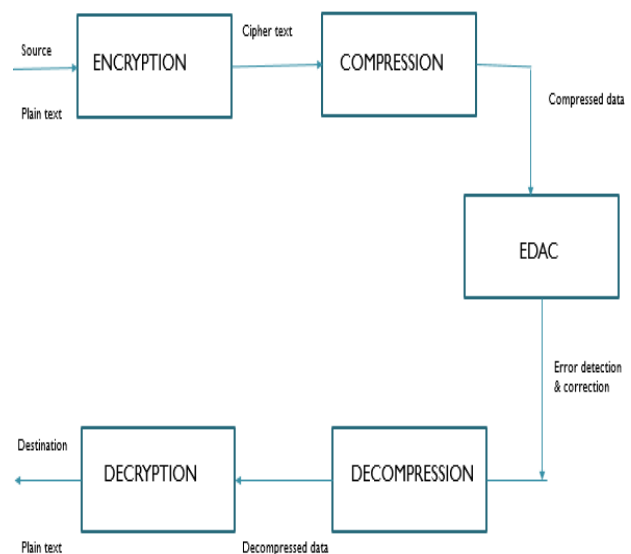 Source
Plain text
ENCRYPTION
Cipher text
COMPRESSION
Compressed data
EDAC
Error detection
& correction
DECOMPRESSION
Decompressed data
DECRYPTION
Destination
Plain text